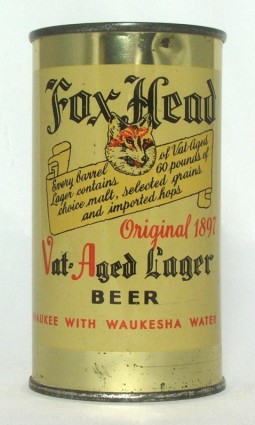 Fox Head
Every barrel of Vat-Aged
Lager contains 60 pounds of
choice malt, selected grains
and imported hops
Original 1897
Vat-Aged Lager
BEER
WAUKEE WITH WAUKESHA WATER